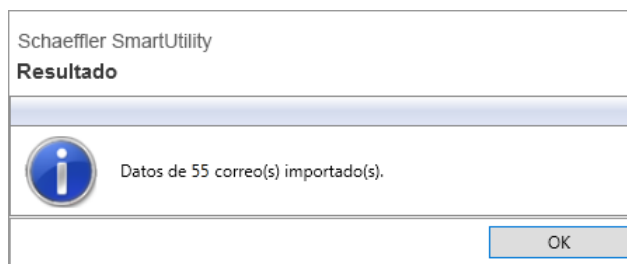 Schaeffler SmartUtility
Resultado
Datos de 55 correo(s) importado(s).
OK